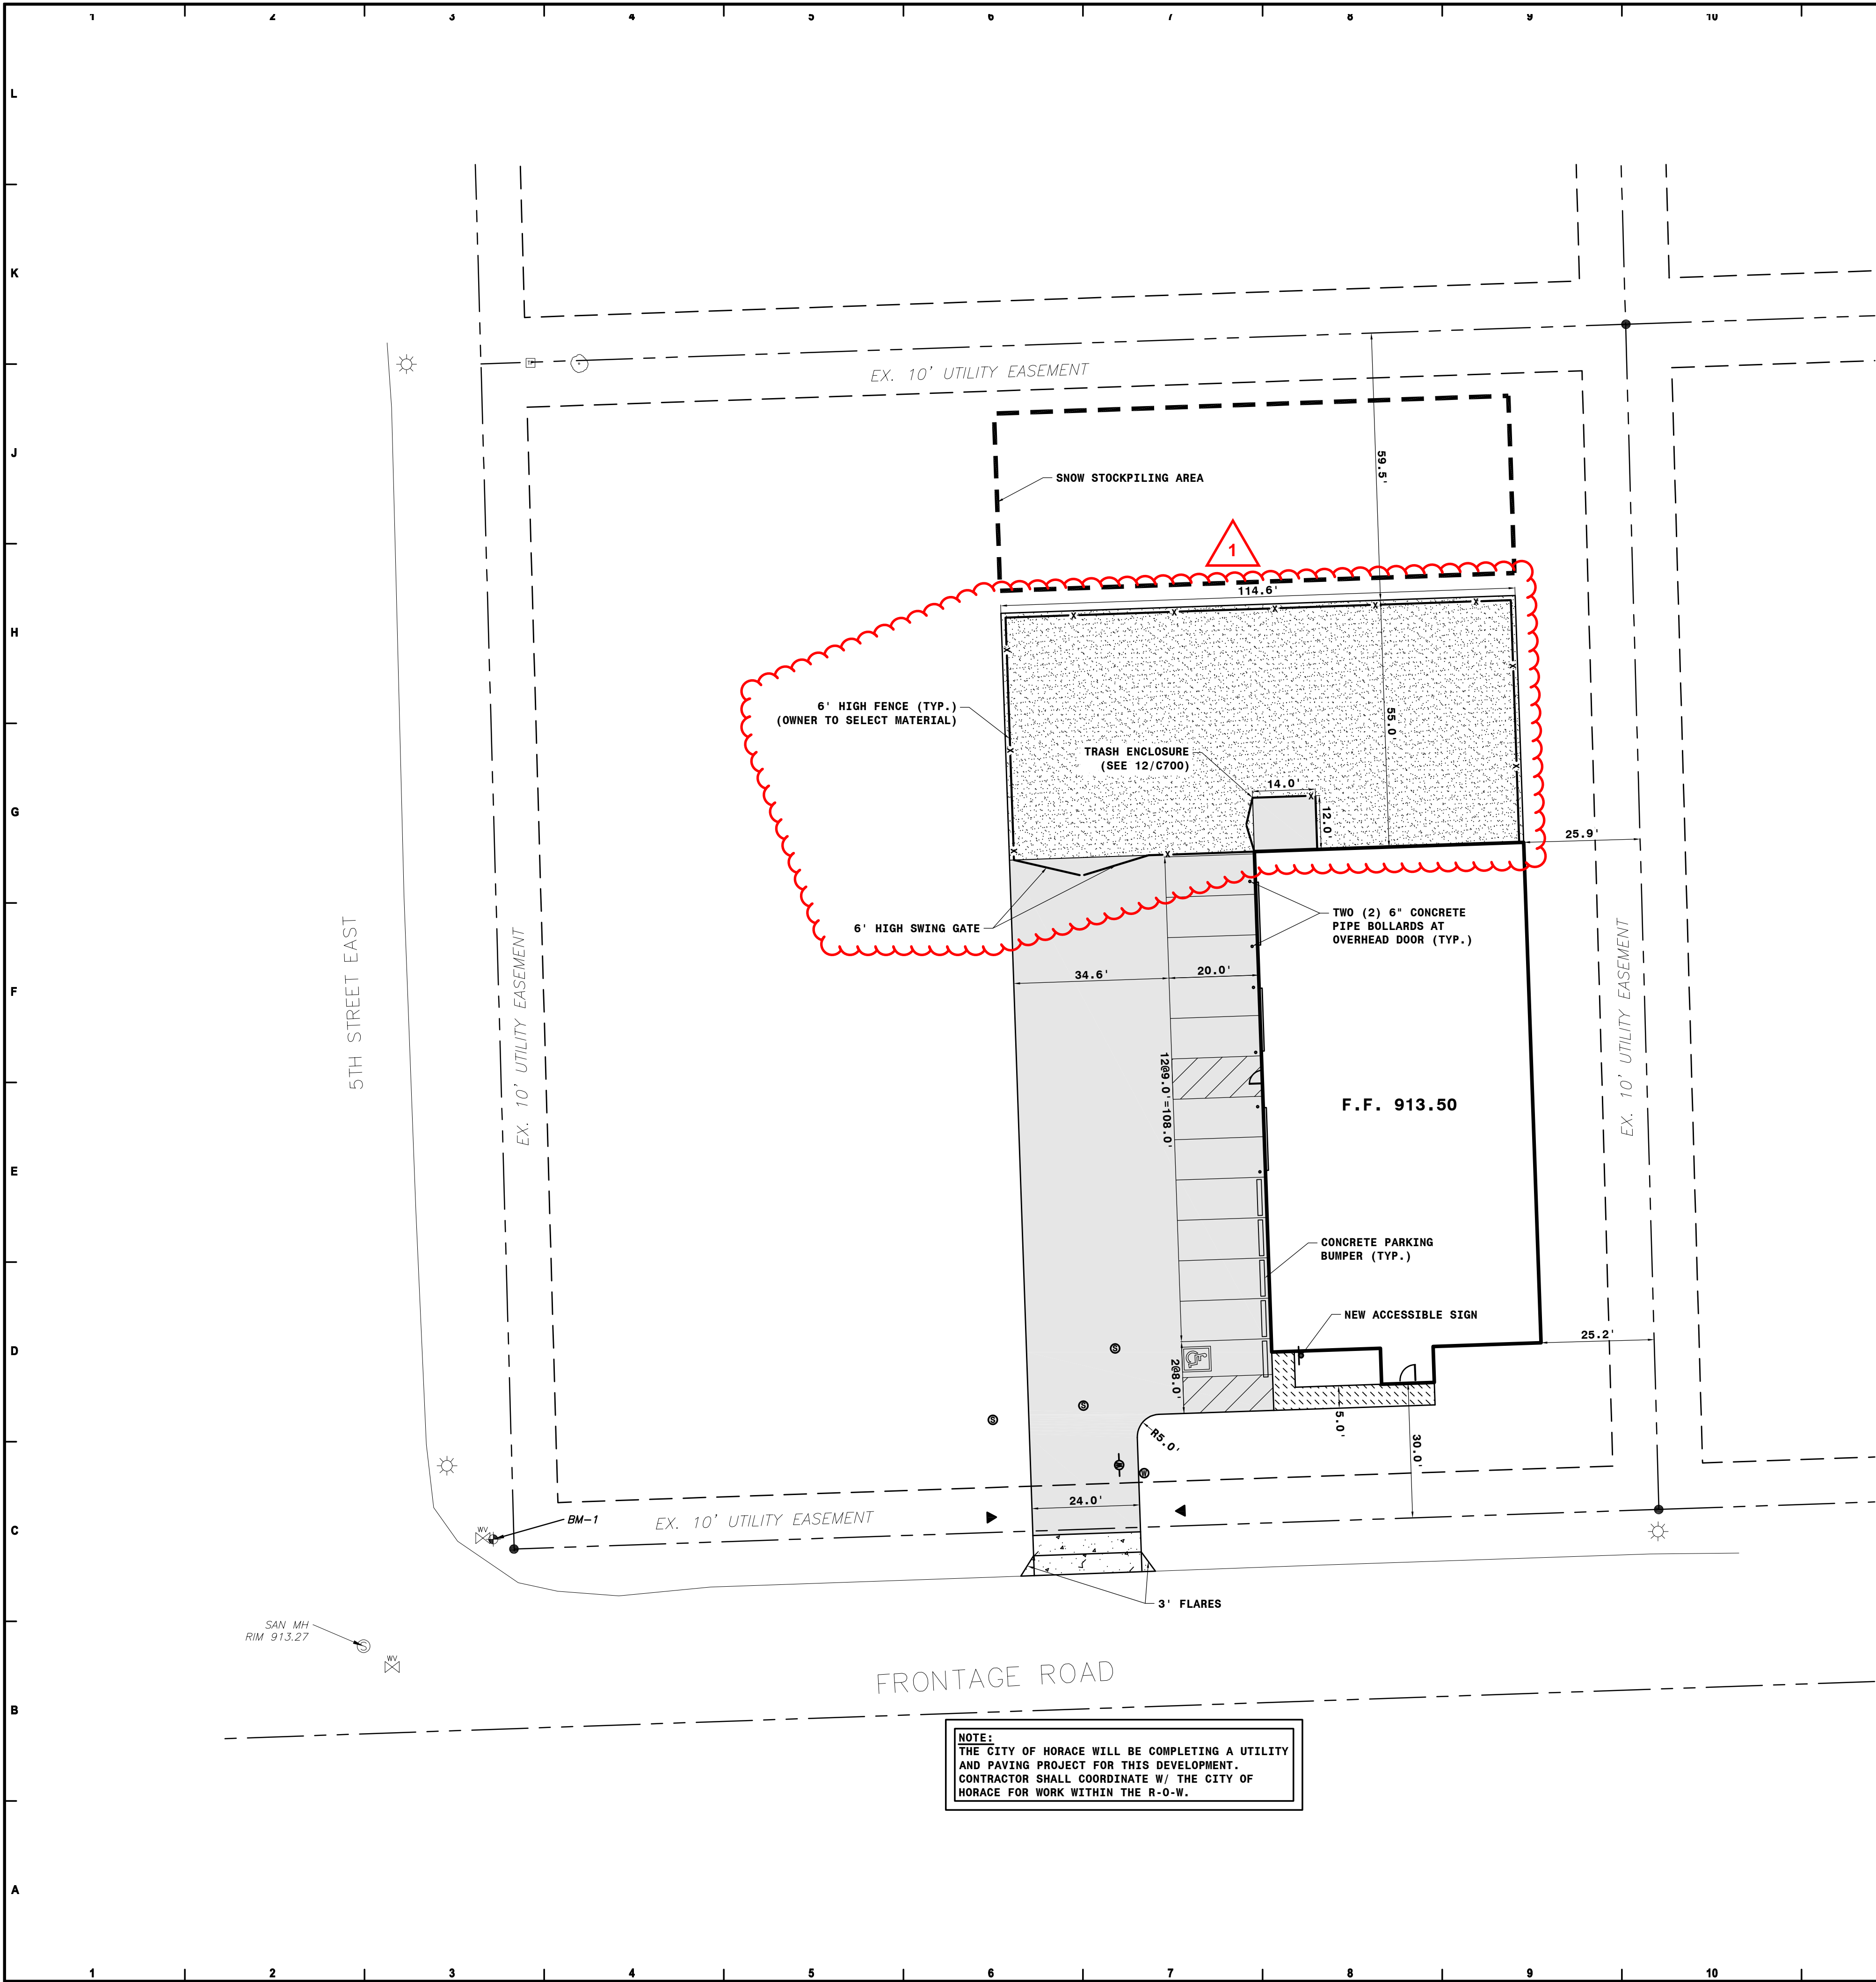 1 2 3 4 5 6 7 8 9 10
L
K
EX. 10' UTILITY EASEMENT
J
59.5'
SNOW STOCKPILING AREA
1
114.6'
H
6' HIGH FENCE (TYP.)
(OWNER TO SELECT MATERIAL)
X X X X X X X X X X X X X
55.0'
TRASH ENCLOSURE
(SEE 12/C700)
14.0'
12.0'
G
25.9'
6' HIGH SWING GATE
TWO (2) 6" CONCRETE
PIPE BOLLARDS AT
OVERHEAD DOOR (TYP.)
F
34.6'
20.0'
5TH STREET EAST
EX. 10' UTILITY EASEMENT
EX. 10' UTILITY EASEMENT
12@9.0'=108.0'
F.F. 913.50
E
CONCRETE PARKING
BUMPER (TYP.)
NEW ACCESSIBLE SIGN
25.2'
D
2@8.0'
S
S
S
5.0'
R5.0'
30.0'
W
24.0'
C
WV
BM-1
EX. 10' UTILITY EASEMENT
3' FLARES
SAN MH
RIM 913.27
S
WV
FRONTAGE ROAD
B
NOTE:
THE CITY OF HORACE WILL BE COMPLETING A UTILITY
AND PAVING PROJECT FOR THIS DEVELOPMENT.
CONTRACTOR SHALL COORDINATE W/ THE CITY OF
HORACE FOR WORK WITHIN THE R-O-W.
A
1 2 3 4 5 6 7 8 9 10